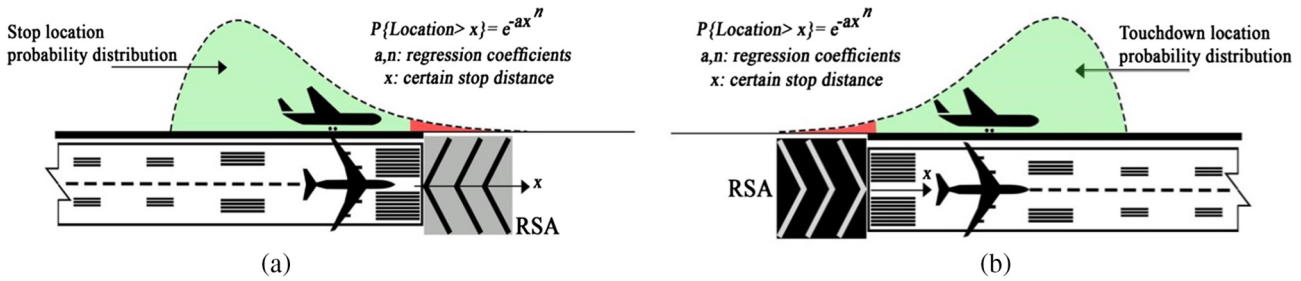 Stop location
probability distribution
P{Location> x}= e^-ax^n
a,n: regression coefficients
x: certain stop distance
x
RSA
(a)
P{Location> x}= e^-ax^n
a,n: regression coefficients
x: certain stop distance
Touchdown location
probability distribution
RSA
x
(b)